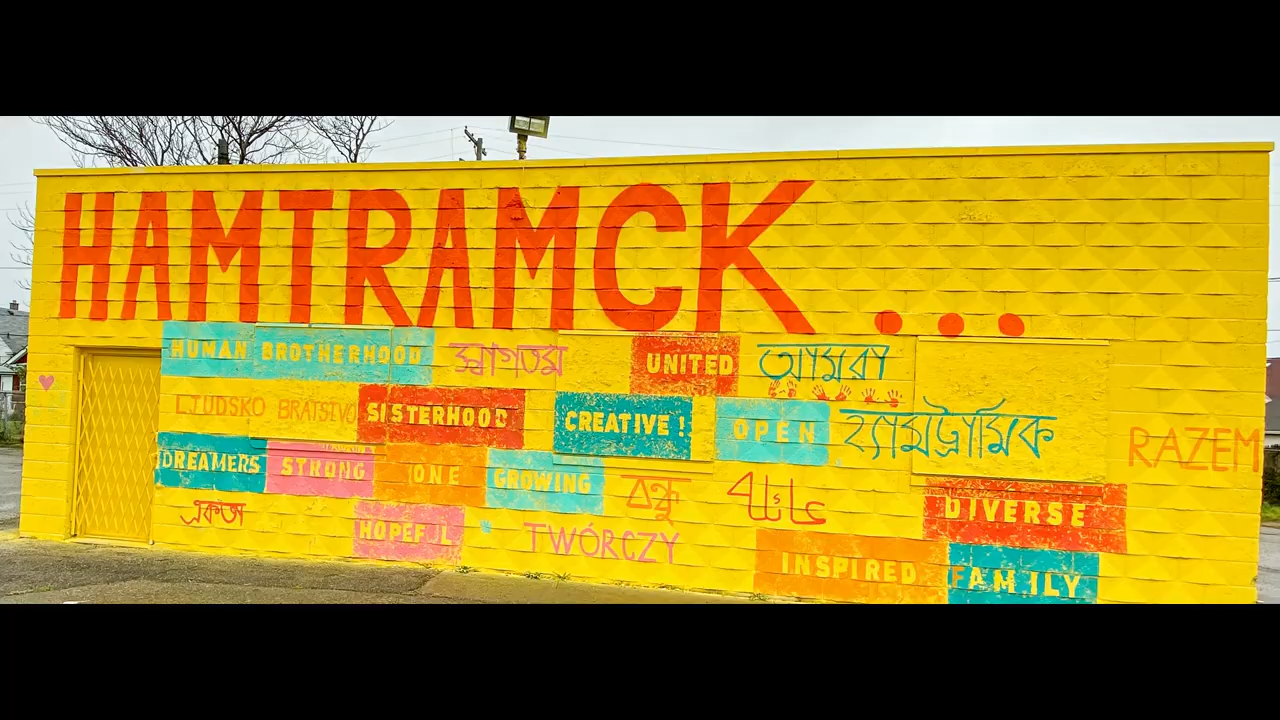 HAMTRAMCK...
HUMAN BROTHERHOOD স্বাগতম UNITED আমরা
LJUDSKO BRATSTVO SISTERHOOD CREATIVE! OPEN হ্যামট্রামিক RAZEM
DREAMERS STRONG ONE GROWING বন্ধু عائلة DIVERSE
একতা HOPEFUL TWÓRCZY INSPIRED FAMILY